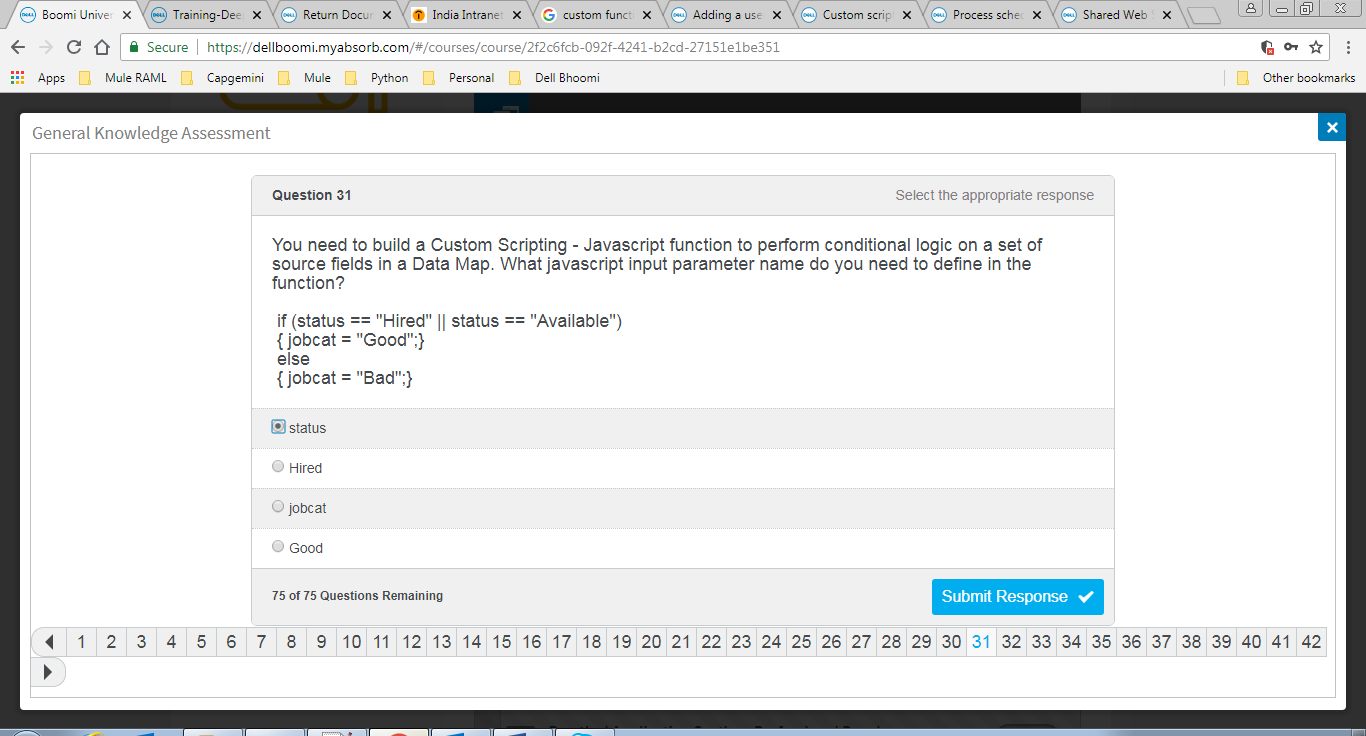 Boomi Univer
Training-Dee
Return Docur
India Intranet
custom functi
Adding a use
Custom scrip
Process sche
Shared Web S
Secure
https://dellboomi.myabsorb.com/#/courses/course/2f2c6fcb-092f-4241-b2cd-27151e1be351
Apps
Mule RAML
Capgemini
Mule
Python
Personal
Dell Bhoomi
Other bookmarks
General Knowledge Assessment
Question 31
Select the appropriate response
You need to build a Custom Scripting - Javascript function to perform conditional logic on a set of
source fields in a Data Map. What javascript input parameter name do you need to define in the
function?
if (status == "Hired" || status == "Available")
{ jobcat = "Good";}
else
{ jobcat = "Bad";}
status
Hired
jobcat
Good
75 of 75 Questions Remaining
Submit Response
1 2 3 4 5 6 7 8 9 10 11 12 13 14 15 16 17 18 19 20 21 22 23 24 25 26 27 28 29 30 31 32 33 34 35 36 37 38 39 40 41 42